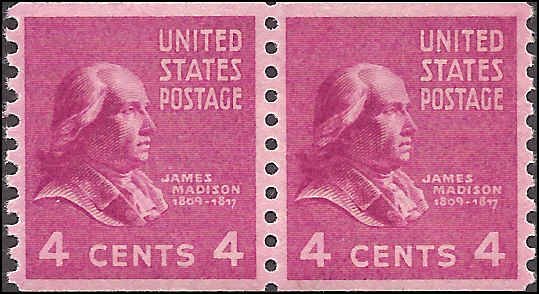 UNITED
STATES
POSTAGE
JAMES
MADISON
1809-1817
4 CENTS 4
UNITED
STATES
POSTAGE
JAMES
MADISON
1809-1817
4 CENTS 4